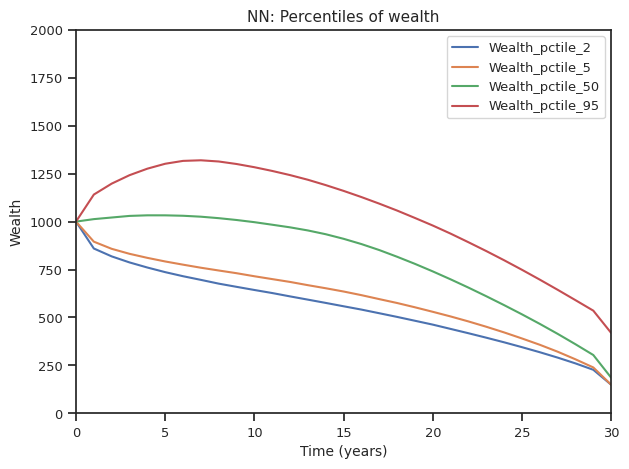 NN: Percentiles of wealth
Wealth_pctile_2
Wealth_pctile_5
Wealth_pctile_50
Wealth_pctile_95
Wealth
2000
1750
1500
1250
1000
750
500
250
0
0 5 10 15 20 25 30
Time (years)